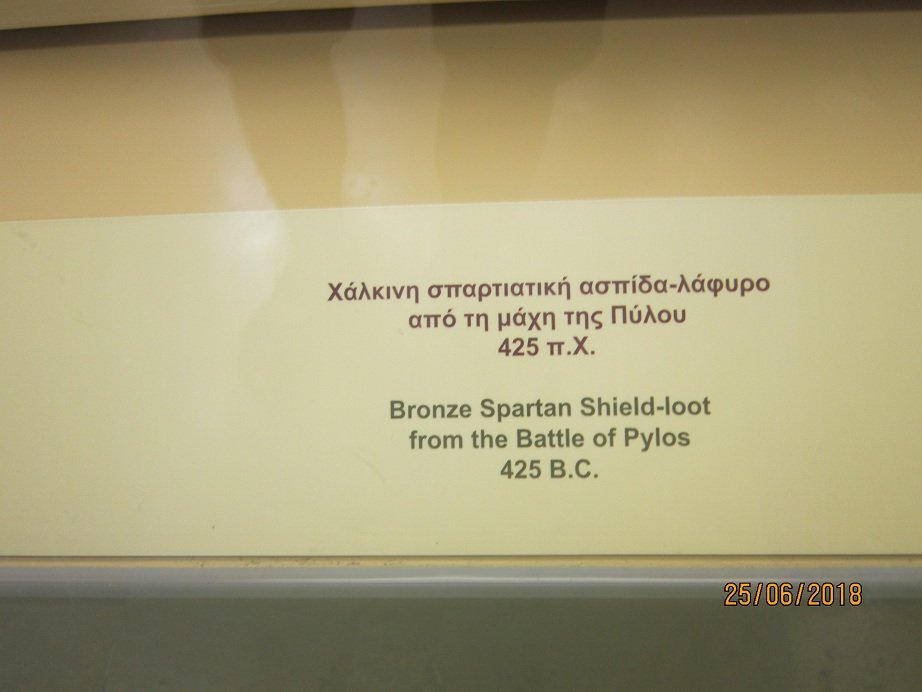 Χάλκινη σπαρτιατική ασπίδα-λάφυρο
από τη μάχη της Πύλου
425 π.Χ.
Bronze Spartan Shield-loot
from the Battle of Pylos
425 B.C.
25/06/2018